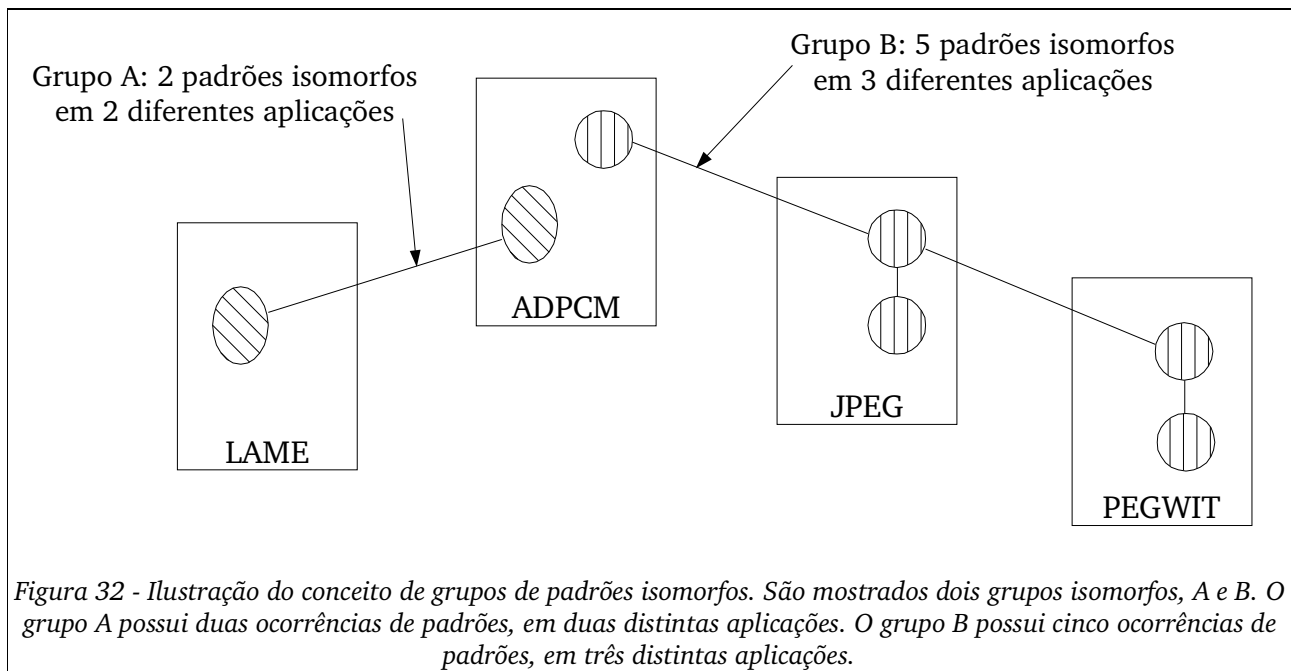 Grupo A: 2 padrões isomorfos
em 2 diferentes aplicações
Grupo B: 5 padrões isomorfos
em 3 diferentes aplicações
LAME
ADPCM
JPEG
PEGWIT
Figura 32 - Ilustração do conceito de grupos de padrões isomorfos. São mostrados dois grupos isomorfos, A e B. O
grupo A possui duas ocorrências de padrões, em duas distintas aplicações. O grupo B possui cinco ocorrências de
padrões, em três distintas aplicações.